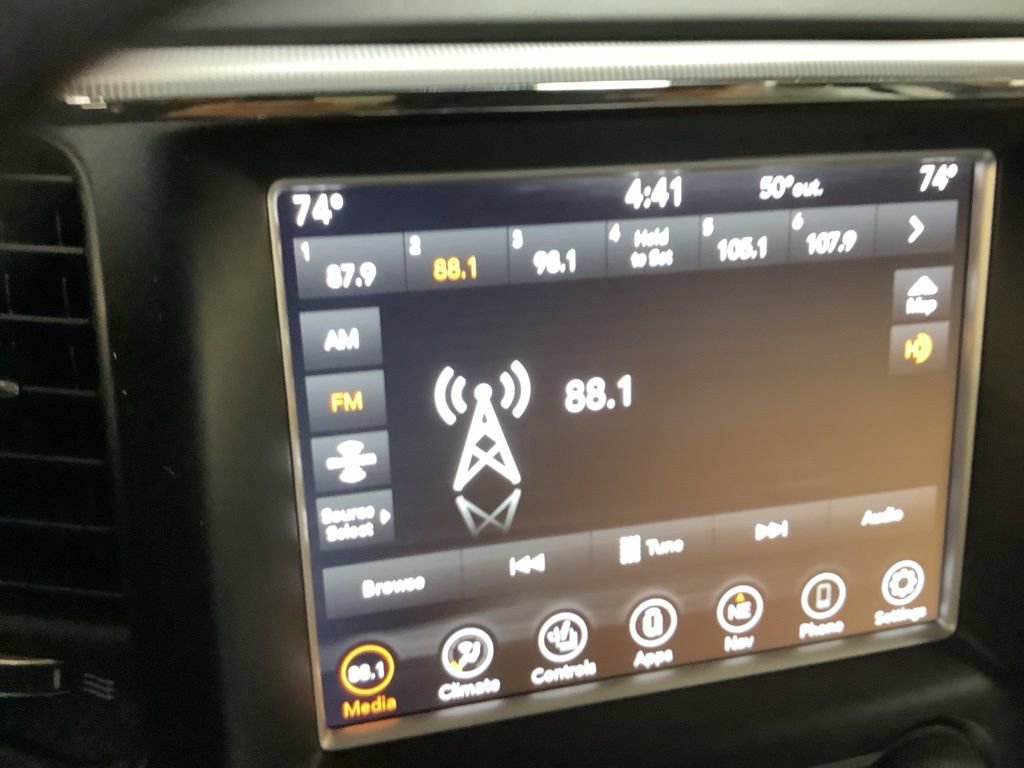 74° 4:41 50°out. 74°
1 87.9 2 88.1 3 98.1 4 Hold to Set 5 105.1 6 107.9 >
Map
AM
HD
FM
88.1
Source
Select
Browse Tune Audio
88.1 NE
Media Climate Controls Apps Nav Phone Settings